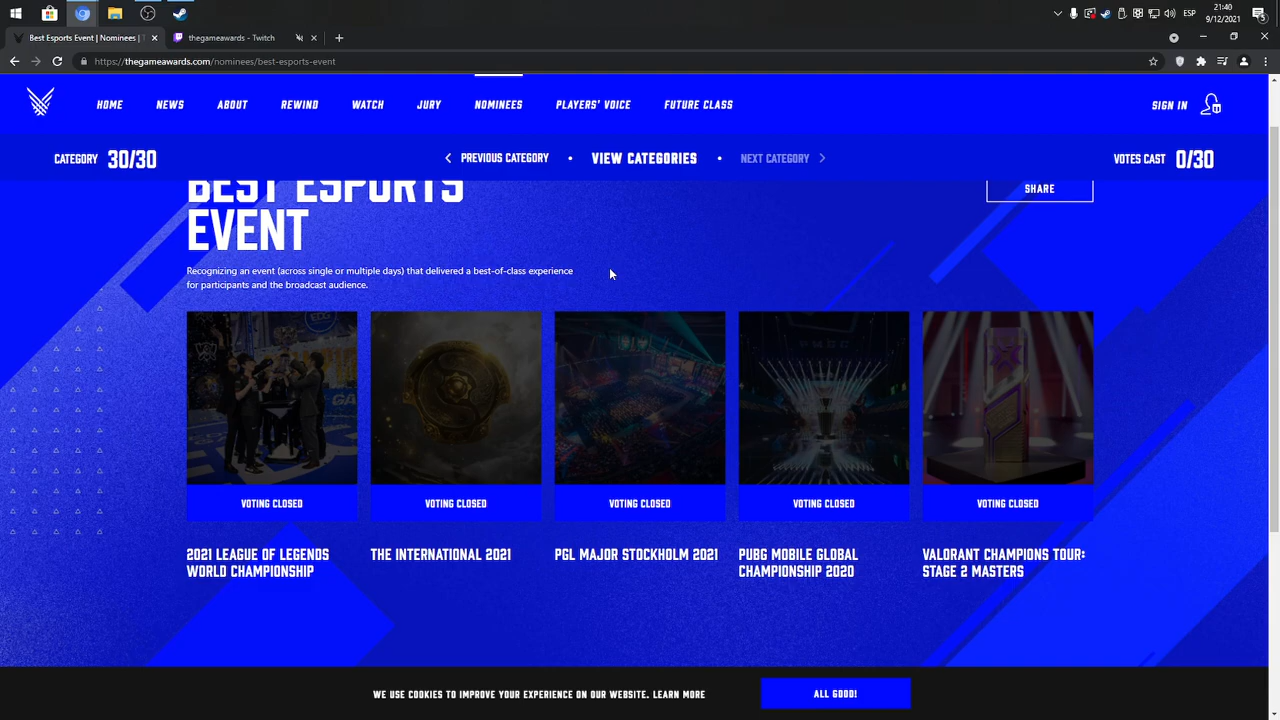 21:40
ESP
9/12/2021
5
Best Esports Event | Nominees | T
thegameawards - Twitch
https://thegameawards.com/nominees/best-esports-event
HOME
NEWS
ABOUT
REWIND
WATCH
JURY
NOMINEES
PLAYERS' VOICE
FUTURE CLASS
SIGN IN
CATEGORY 30/30
PREVIOUS CATEGORY
VIEW CATEGORIES
NEXT CATEGORY
VOTES CAST 0/30
BEST ESPORTS
EVENT
SHARE
Recognizing an event (across single or multiple days) that delivered a best-of-class experience
for participants and the broadcast audience.
VOTING CLOSED
VOTING CLOSED
VOTING CLOSED
VOTING CLOSED
VOTING CLOSED
2021 LEAGUE OF LEGENDS
WORLD CHAMPIONSHIP
THE INTERNATIONAL 2021
PGL MAJOR STOCKHOLM 2021
PUBG MOBILE GLOBAL
CHAMPIONSHIP 2020
VALORANT CHAMPIONS TOUR:
STAGE 2 MASTERS
WE USE COOKIES TO IMPROVE YOUR EXPERIENCE ON OUR WEBSITE. LEARN MORE
ALL GOOD!